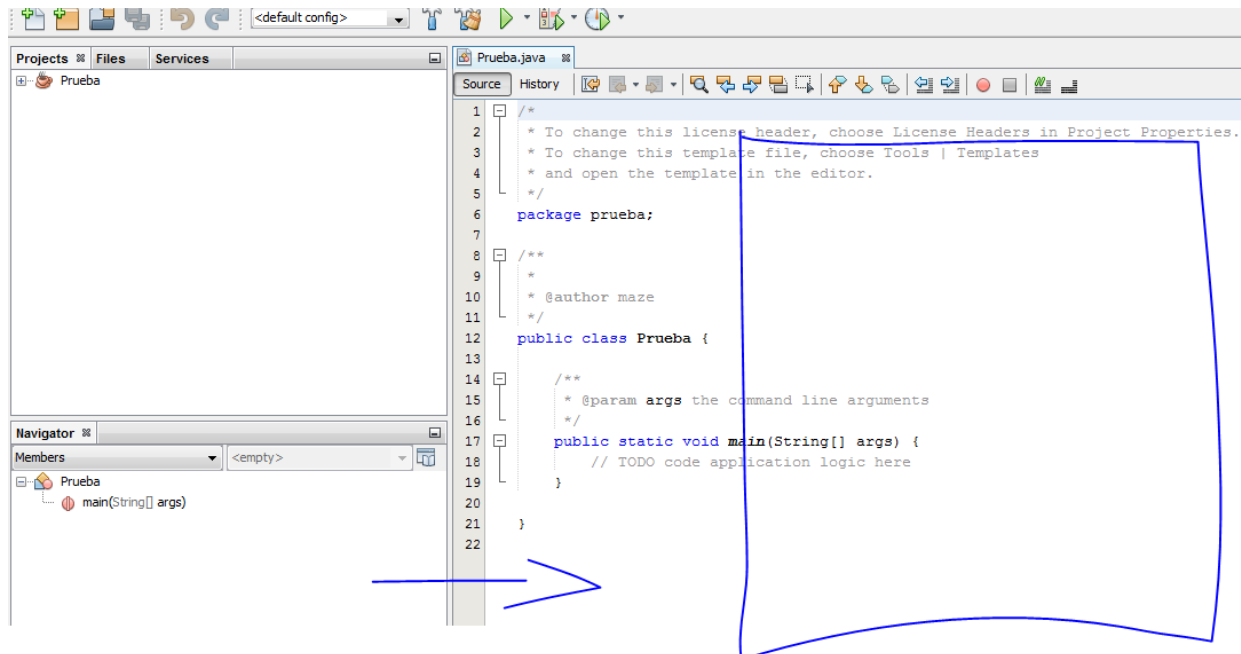 <default config>
Projects Files Services
Prueba
Navigator
Members <empty>
Prueba
main(String[] args)
Prueba.java
Source History
1 /*
2 * To change this license header, choose License Headers in Project Properties.
3 * To change this template file, choose Tools | Templates
4 * and open the template in the editor.
5 */
6 package prueba;
7
8 /**
9 *
10 * @author maze
11 */
12 public class Prueba {
13
14 /**
15 * @param args the command line arguments
16 */
17 public static void main(String[] args) {
18 // TODO code application logic here
19 }
20
21 }
22